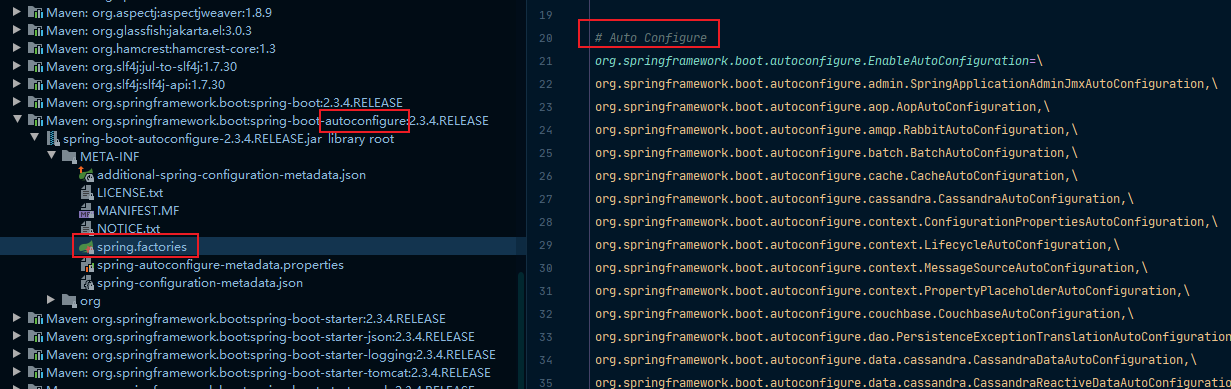 Maven: org.aspectj:aspectjweaver:1.8.9
Maven: org.glassfish:jakarta.el:3.0.3
Maven: org.hamcrest:hamcrest-core:1.3
Maven: org.slf4j:jul-to-slf4j:1.7.30
Maven: org.slf4j:slf4j-api:1.7.30
Maven: org.springframework.boot:spring-boot:2.3.4.RELEASE
Maven: org.springframework.boot:spring-boot-autoconfigure:2.3.4.RELEASE
spring-boot-autoconfigure-2.3.4.RELEASE.jar library root
META-INF
additional-spring-configuration-metadata.json
LICENSE.txt
MANIFEST.MF
NOTICE.txt
spring.factories
spring-autoconfigure-metadata.properties
spring-configuration-metadata.json
org
Maven: org.springframework.boot:spring-boot-starter:2.3.4.RELEASE
Maven: org.springframework.boot:spring-boot-starter-json:2.3.4.RELEASE
Maven: org.springframework.boot:spring-boot-starter-logging:2.3.4.RELEASE
Maven: org.springframework.boot:spring-boot-starter-tomcat:2.3.4.RELEASE
19
20 # Auto Configure
21 org.springframework.boot.autoconfigure.EnableAutoConfiguration=\
22 org.springframework.boot.autoconfigure.admin.SpringApplicationAdminJmxAutoConfiguration,\
23 org.springframework.boot.autoconfigure.aop.AopAutoConfiguration,\
24 org.springframework.boot.autoconfigure.amqp.RabbitAutoConfiguration,\
25 org.springframework.boot.autoconfigure.batch.BatchAutoConfiguration,\
26 org.springframework.boot.autoconfigure.cache.CacheAutoConfiguration,\
27 org.springframework.boot.autoconfigure.cassandra.CassandraAutoConfiguration,\
28 org.springframework.boot.autoconfigure.context.ConfigurationPropertiesAutoConfiguration,\
29 org.springframework.boot.autoconfigure.context.LifecycleAutoConfiguration,\
30 org.springframework.boot.autoconfigure.context.MessageSourceAutoConfiguration,\
31 org.springframework.boot.autoconfigure.context.PropertyPlaceholderAutoConfiguration,\
32 org.springframework.boot.autoconfigure.couchbase.CouchbaseAutoConfiguration,\
33 org.springframework.boot.autoconfigure.dao.PersistenceExceptionTranslationAutoConfiguration
34 org.springframework.boot.autoconfigure.data.cassandra.CassandraDataAutoConfiguration,\
35 org.springframework.boot.autoconfigure.data.cassandra.CassandraReactiveDataAutoConfigurati